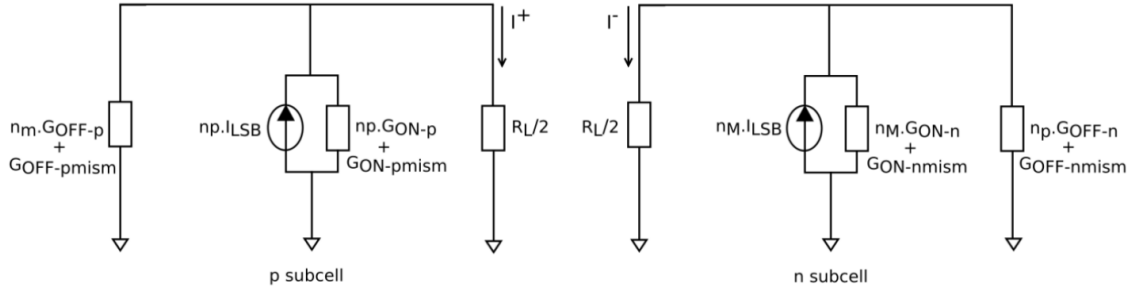 I+
I-
nm.GOFF-p
+
GOFF-pmism
np.ILSB
np.GON-p
+
GON-pmism
RL/2
RL/2
nM.ILSB
nM.GON-n
+
GON-nmism
np.GOFF-n
+
GOFF-nmism
p subcell
n subcell